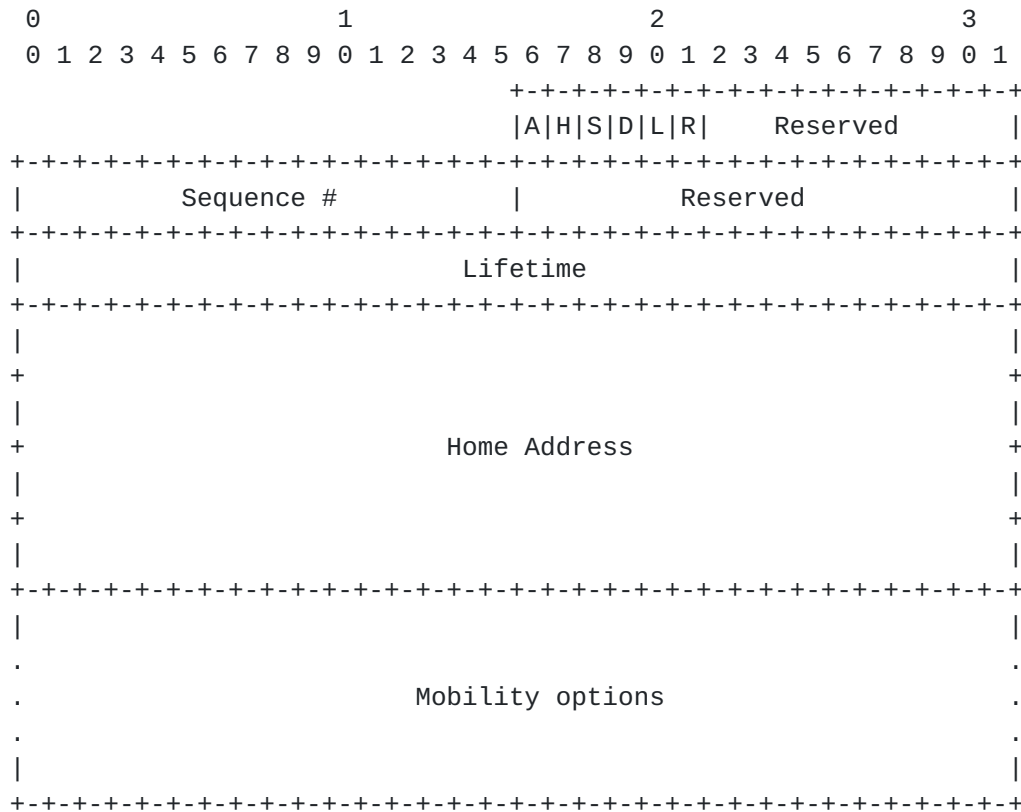 0                   1                   2                   3
 0 1 2 3 4 5 6 7 8 9 0 1 2 3 4 5 6 7 8 9 0 1 2 3 4 5 6 7 8 9 0 1
                                +-+-+-+-+-+-+-+-+-+-+-+-+-+-+-+-+
                                |A|H|S|D|L|R|    Reserved       |
+-+-+-+-+-+-+-+-+-+-+-+-+-+-+-+-+-+-+-+-+-+-+-+-+-+-+-+-+-+-+-+-+
|          Sequence #           |          Reserved             |
+-+-+-+-+-+-+-+-+-+-+-+-+-+-+-+-+-+-+-+-+-+-+-+-+-+-+-+-+-+-+-+-+
|                            Lifetime                           |
+-+-+-+-+-+-+-+-+-+-+-+-+-+-+-+-+-+-+-+-+-+-+-+-+-+-+-+-+-+-+-+-+
|                                                               |
+                                                               +
|                                                               |
+                           Home Address                        +
|                                                               |
+                                                               +
|                                                               |
+-+-+-+-+-+-+-+-+-+-+-+-+-+-+-+-+-+-+-+-+-+-+-+-+-+-+-+-+-+-+-+-+
|                                                               |
.                                                               .
.                         Mobility options                      .
.                                                               .
|                                                               |
+-+-+-+-+-+-+-+-+-+-+-+-+-+-+-+-+-+-+-+-+-+-+-+-+-+-+-+-+-+-+-+-+